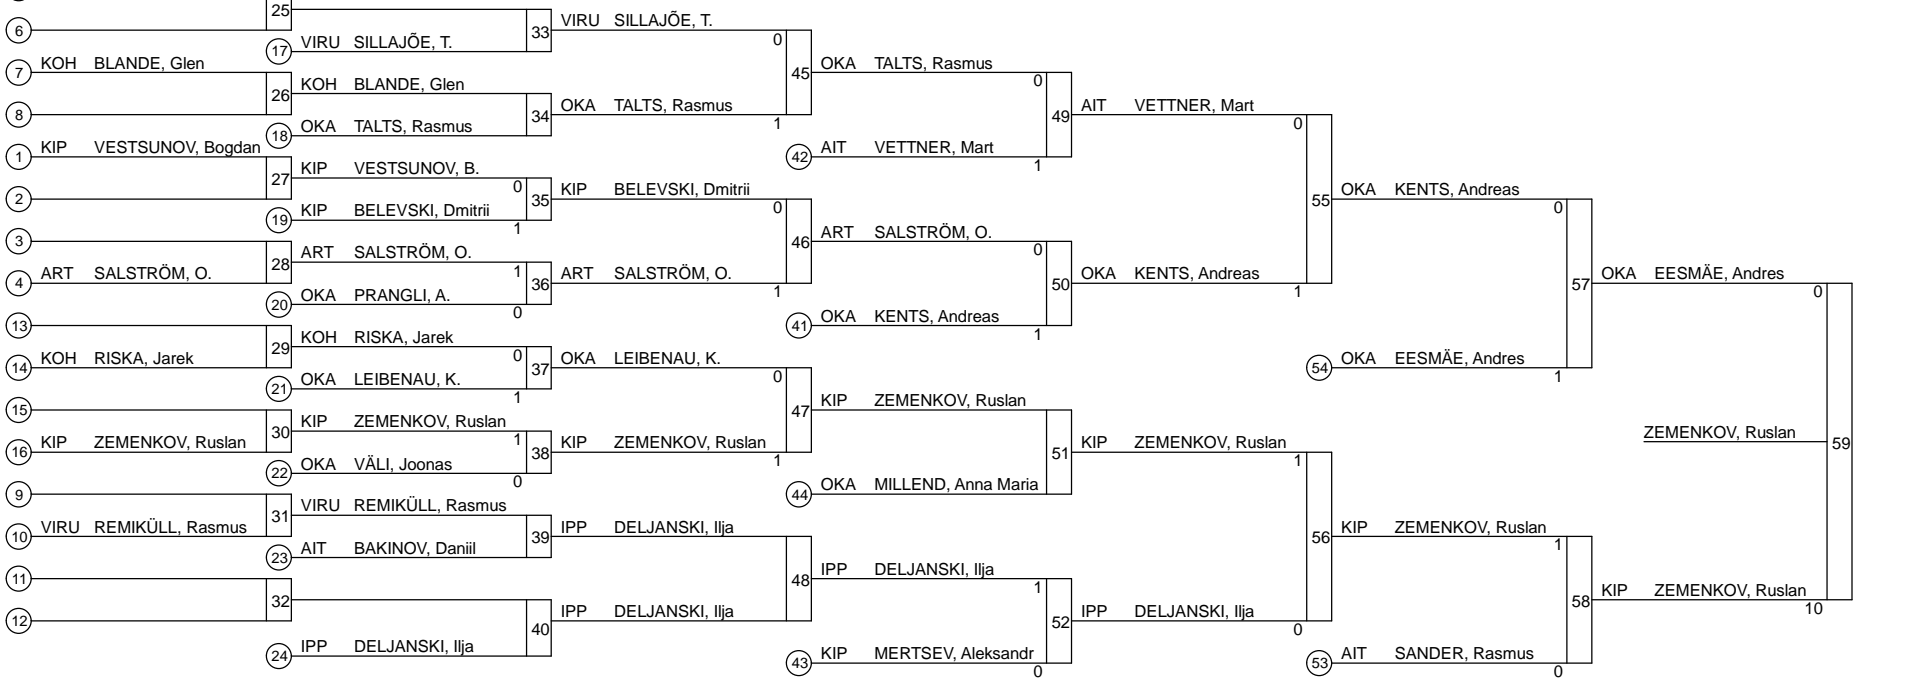 25
6
17 VIRU SILLAJÕE, T.
33
VIRU SILLAJÕE, T.
0
7 KOH BLANDE, Glen
8
26
KOH BLANDE, Glen
18 OKA TALTS, Rasmus
34
OKA TALTS, Rasmus
1
45
OKA TALTS, Rasmus
0
42 AIT VETTNER, Mart
1
49
AIT VETTNER, Mart
0
1 KIP VESTSUNOV, Bogdan
2
27
KIP VESTSUNOV, B.
0
19 KIP BELEVSKI, Dmitrii
1
35
KIP BELEVSKI, Dmitrii
0
3
4 ART SALSTRÖM, O.
28
ART SALSTRÖM, O.
1
20 OKA PRANGLI, A.
0
36
ART SALSTRÖM, O.
1
46
ART SALSTRÖM, O.
0
41 OKA KENTS, Andreas
1
50
OKA KENTS, Andreas
1
55
OKA KENTS, Andreas
0
54 OKA EESMÄE, Andres
1
57
OKA EESMÄE, Andres
0
13
14 KOH RISKA, Jarek
29
KOH RISKA, Jarek
0
21 OKA LEIBENAU, K.
1
37
OKA LEIBENAU, K.
0
15
16 KIP ZEMENKOV, Ruslan
30
KIP ZEMENKOV, Ruslan
1
22 OKA VÄLI, Joonas
0
38
KIP ZEMENKOV, Ruslan
1
47
KIP ZEMENKOV, Ruslan
44 OKA MILLEND, Anna Maria
51
KIP ZEMENKOV, Ruslan
1
9
10 VIRU REMIKÜLL, Rasmus
31
VIRU REMIKÜLL, Rasmus
23 AIT BAKINOV, Daniil
39
IPP DELJANSKI, Ilja
11
12
32
24 IPP DELJANSKI, Ilja
40
IPP DELJANSKI, Ilja
48
IPP DELJANSKI, Ilja
1
43 KIP MERTSEV, Aleksandr
0
52
IPP DELJANSKI, Ilja
0
56
KIP ZEMENKOV, Ruslan
1
53 AIT SANDER, Rasmus
0
58
KIP ZEMENKOV, Ruslan
10
59
ZEMENKOV, Ruslan